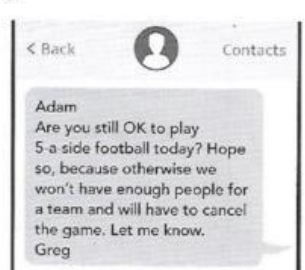 < Back
Contacts
Adam
Are you still OK to play
5-a-side football today? Hope
so, because otherwise we
won't have enough people for
a team and will have to cancel
the game. Let me know.
Greg